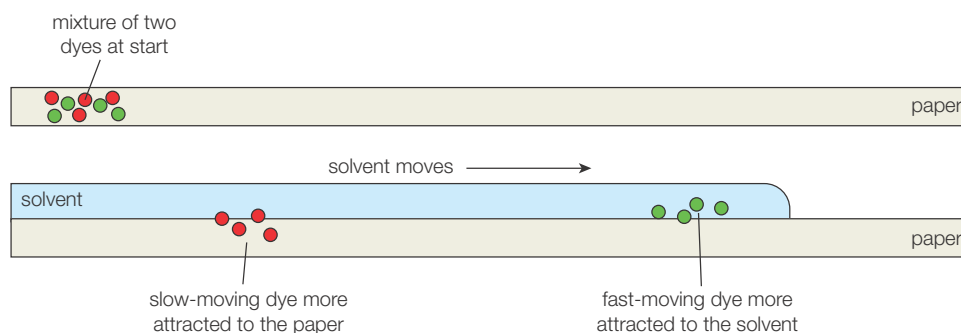 mixture of two
dyes at start
paper
solvent moves
solvent
paper
slow-moving dye more
attracted to the paper
fast-moving dye more
attracted to the solvent